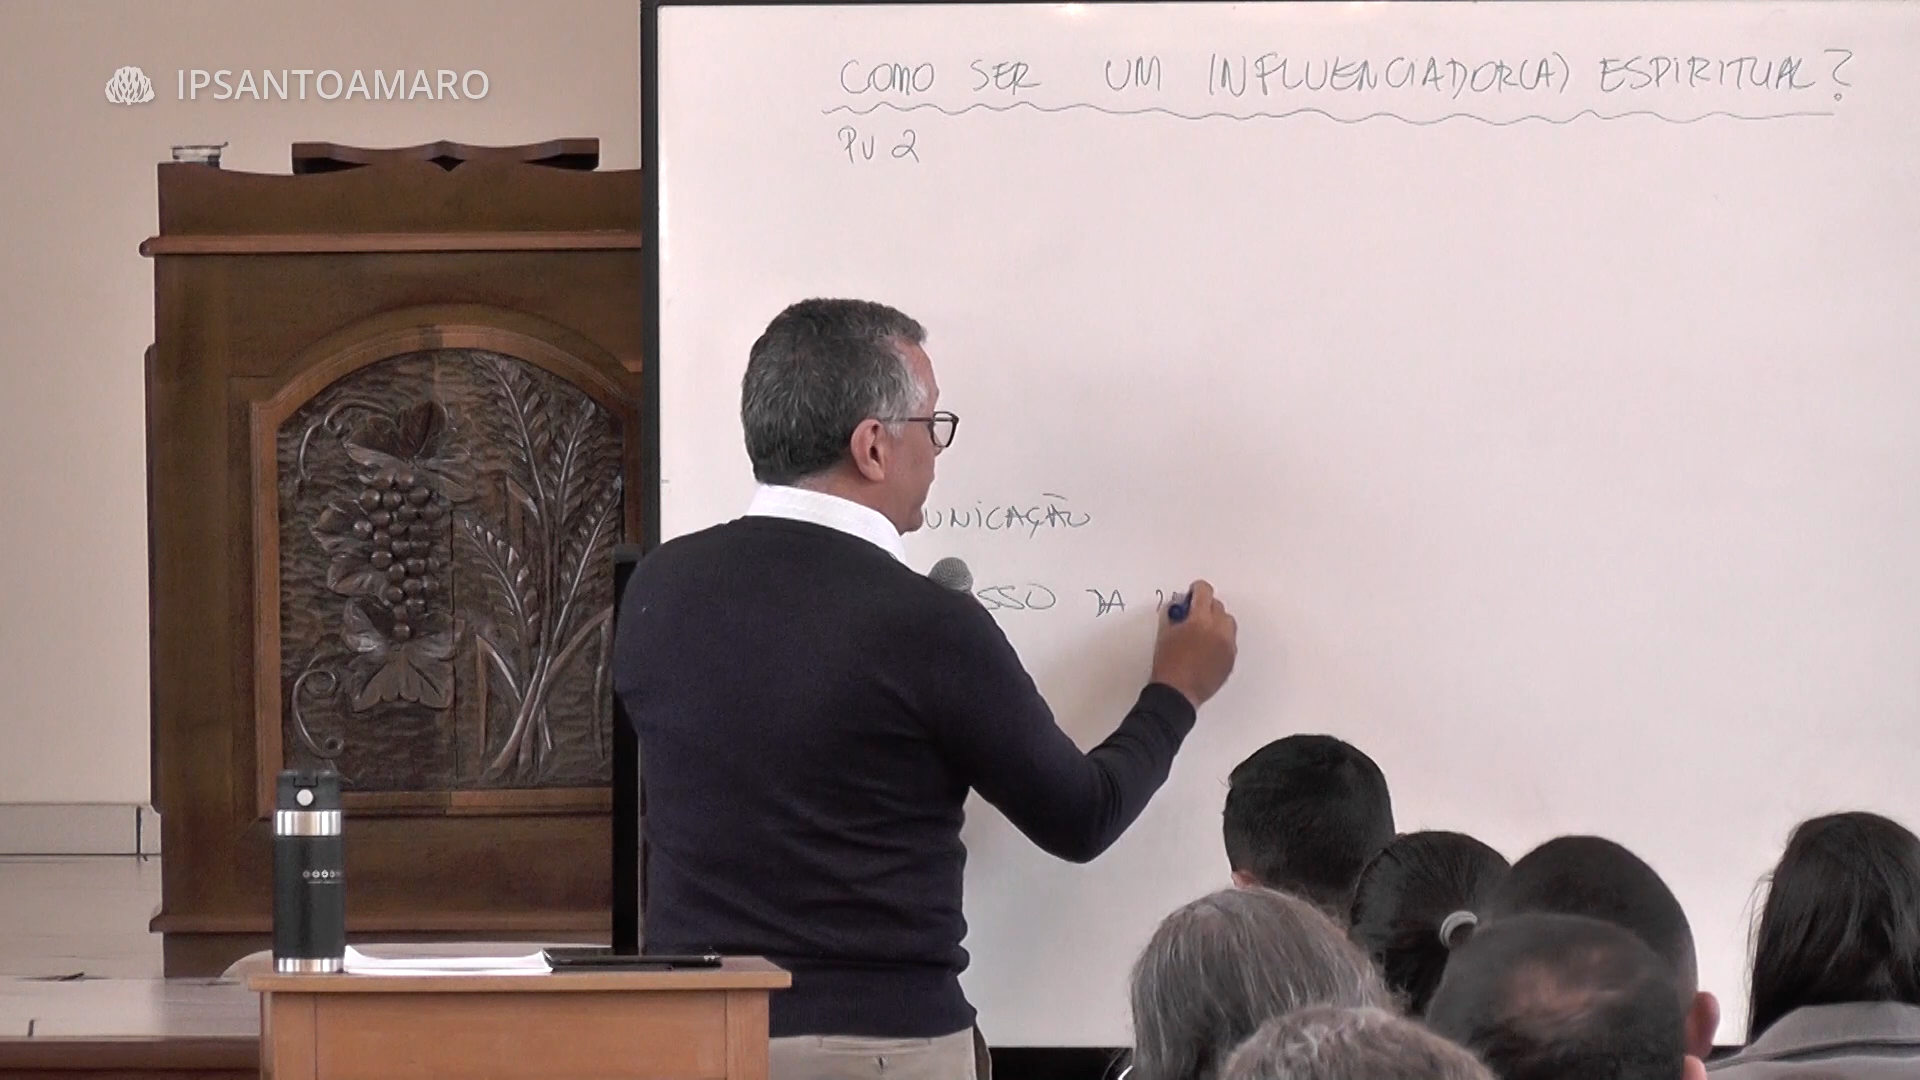 IPSANTOAMARO
COMO SER UM INFLUENCIADOR(A) ESPIRITUAL?
PV 2
UNICAÇÃO
SSO DA